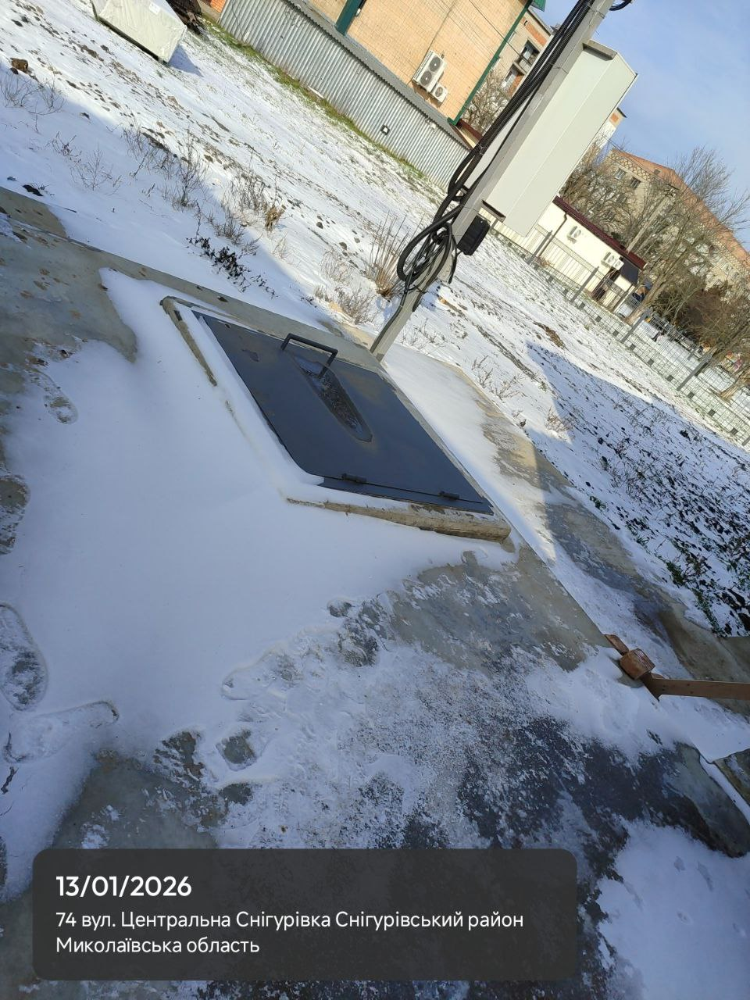 13/01/2026
74 вул. Центральна Снігурівка Снігурівський район
Миколаївська область